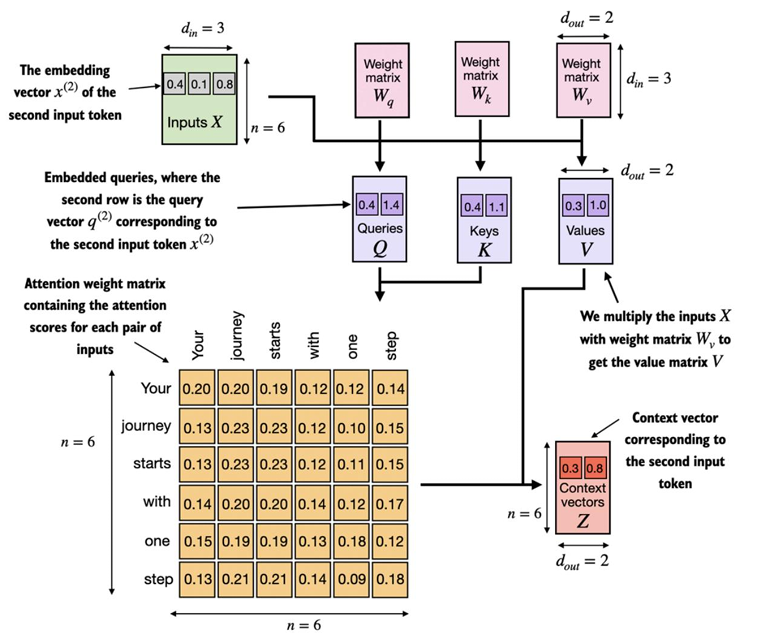 d_in = 3
The embedding
vector x^(2) of the
second input token
0.4 0.1 0.8
Inputs X
n = 6
Weight
matrix
W_q
Weight
matrix
W_k
d_out = 2
Weight
matrix
W_v
d_in = 3
Embedded queries, where the
second row is the query
vector q^(2) corresponding to
the second input token x^(2)
0.4 1.4
Queries
Q
0.4 1.1
Keys
K
d_out = 2
0.3 1.0
Values
V
We multiply the inputs X
with weight matrix W_v to
get the value matrix V
Attention weight matrix
containing the attention
scores for each pair of
inputs
Your journey starts with one step
Your 0.20 0.20 0.19 0.12 0.12 0.14
journey 0.13 0.23 0.23 0.12 0.10 0.15
starts 0.13 0.23 0.23 0.12 0.11 0.15
with 0.14 0.20 0.20 0.14 0.12 0.17
one 0.15 0.19 0.19 0.13 0.18 0.12
step 0.13 0.21 0.21 0.14 0.09 0.18
n = 6
n = 6
Context vector
corresponding to
the second input
token
0.3 0.8
Context
vectors
Z
n = 6
d_out = 2